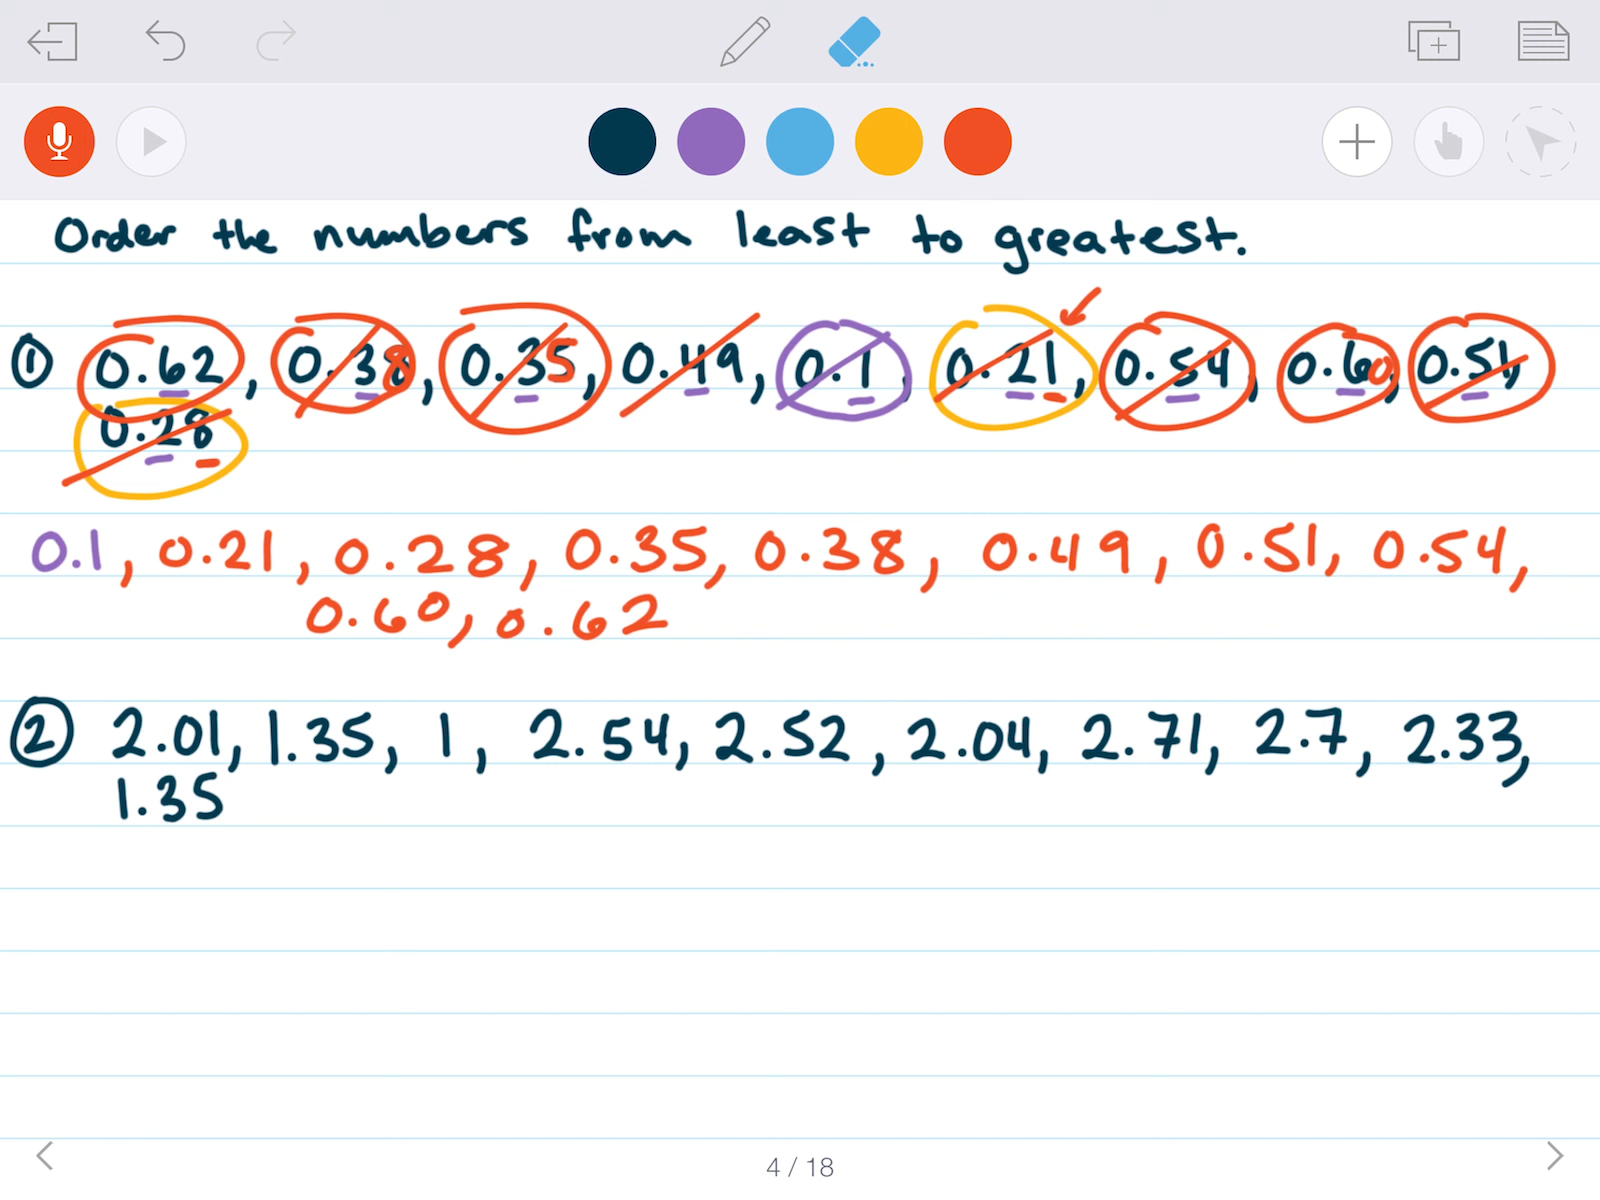 Order the numbers from least to greatest.
① 0.62, 0.38, 0.35, 0.49, 0.1, 0.21, 0.54, 0.60, 0.51,
0.28
0.1, 0.21, 0.28, 0.35, 0.38, 0.49, 0.51, 0.54,
0.60, 0.62
② 2.01, 1.35, 1, 2.54, 2.52, 2.04, 2.71, 2.7, 2.33,
1.35
4 / 18